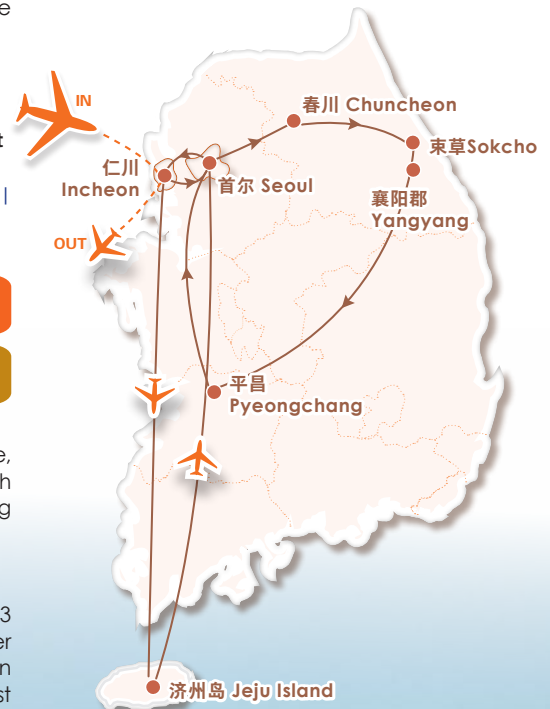 IN
春川 Chuncheon
束草Sokcho
仁川
Incheon
首尔 Seoul
襄阳郡
Yangyang
OUT
平昌
Pyeongchang
济州岛 Jeju Island